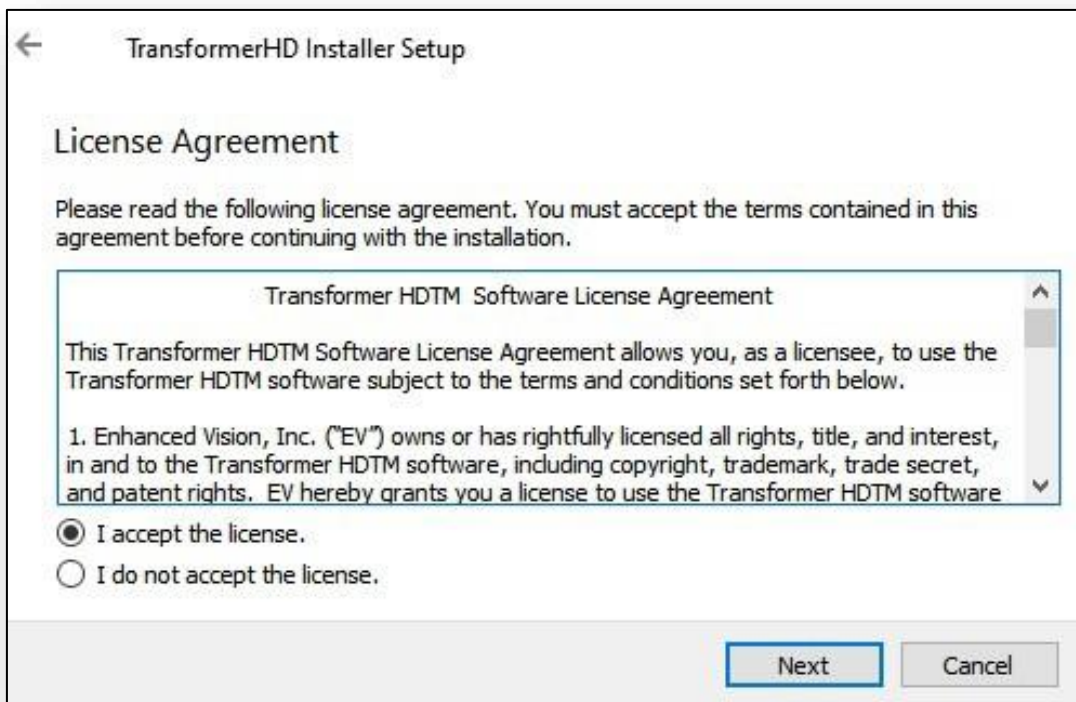 TransformerHD Installer Setup
License Agreement
Please read the following license agreement. You must accept the terms contained in this
agreement before continuing with the installation.
Transformer HDTM Software License Agreement
This Transformer HDTM Software License Agreement allows you, as a licensee, to use the
Transformer HDTM software subject to the terms and conditions set forth below.
1. Enhanced Vision, Inc. ("EV") owns or has rightfully licensed all rights, title, and interest,
in and to the Transformer HDTM software, including copyright, trademark, trade secret,
and patent rights. EV hereby grants you a license to use the Transformer HDTM software
I accept the license.
I do not accept the license.
Next Cancel